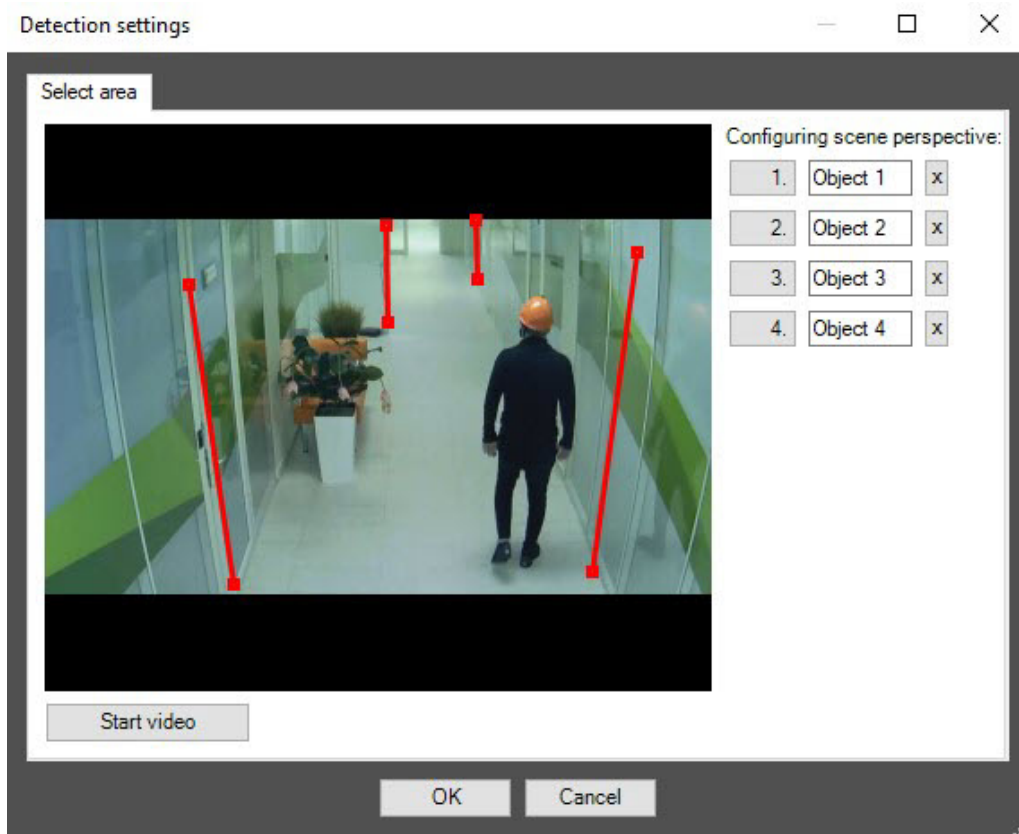 Detection settings
Select area
Configuring scene perspective:
1. Object 1 x
2. Object 2 x
3. Object 3 x
4. Object 4 x
Start video
OK Cancel